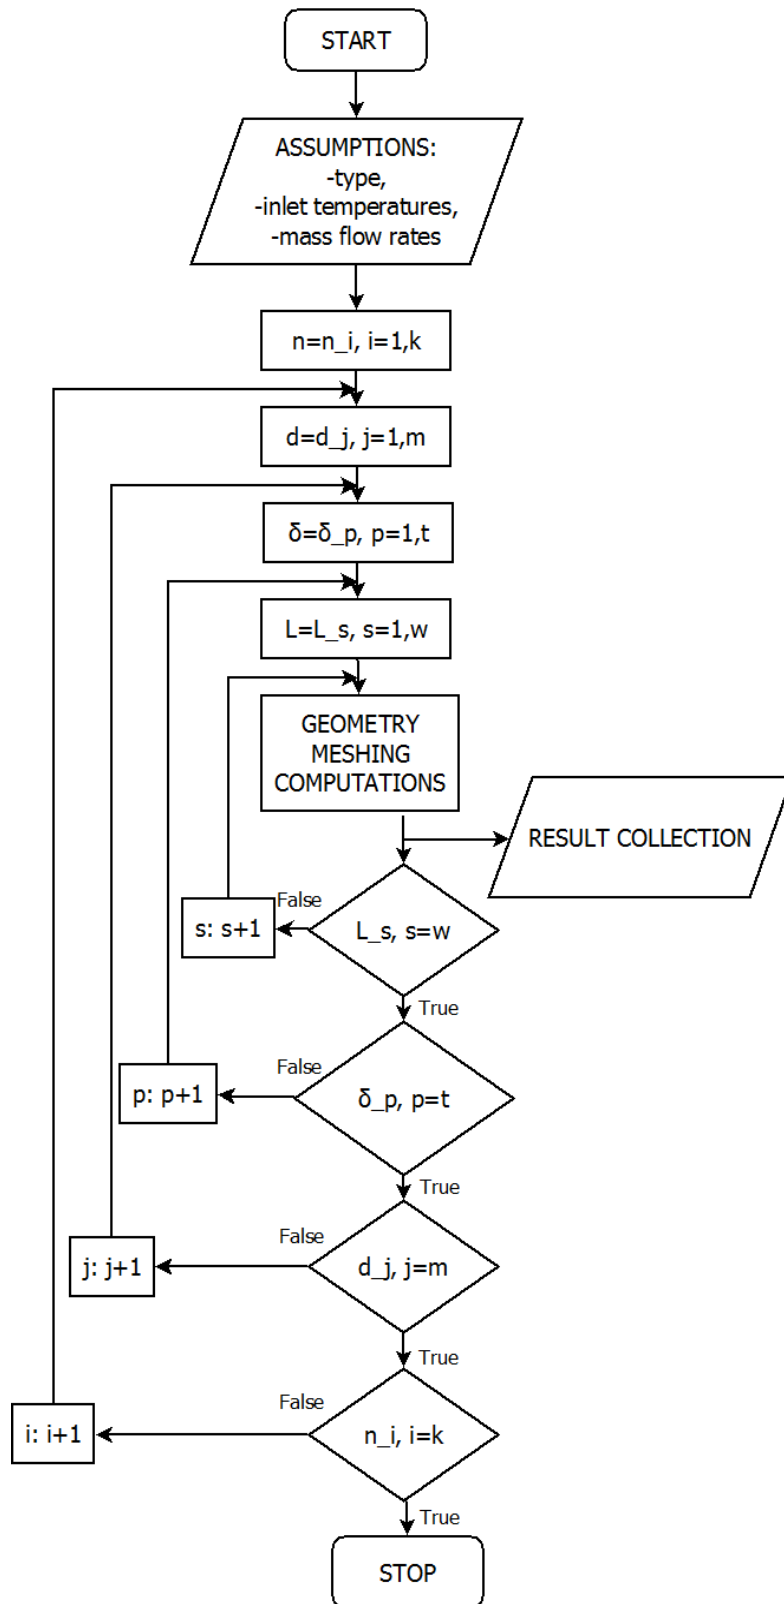 START
ASSUMPTIONS:
-type,
-inlet temperatures,
-mass flow rates
n=n_i, i=1,k
d=d_j, j=1,m
δ=δ_p, p=1,t
L=L_s, s=1,w
GEOMETRY
MESHING
COMPUTATIONS
RESULT COLLECTION
False
s: s+1
L_s, s=w
True
False
p: p+1
δ_p, p=t
True
False
j: j+1
d_j, j=m
True
False
i: i+1
n_i, i=k
True
STOP